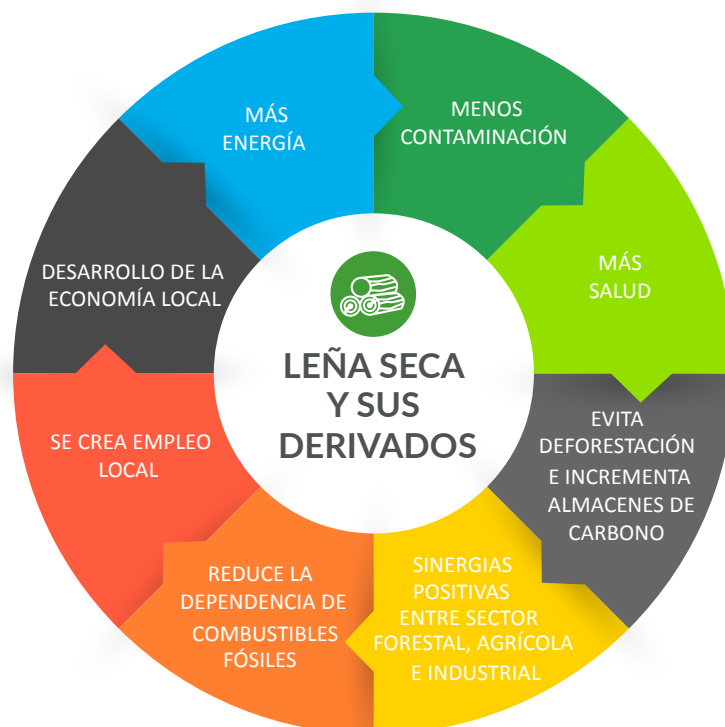 MÁS
ENERGÍA
MENOS
CONTAMINACIÓN
MÁS
SALUD
EVITA
DEFORESTACIÓN
E INCREMENTA
ALMACENES DE
CARBONO
SINERGIAS
POSITIVAS
ENTRE SECTOR
FORESTAL, AGRÍCOLA
E INDUSTRIAL
REDUCE LA
DEPENDENCIA DE
COMBUSTIBLES
FÓSILES
SE CREA EMPLEO
LOCAL
DESARROLLO DE LA
ECONOMÍA LOCAL
LEÑA SECA
Y SUS
DERIVADOS